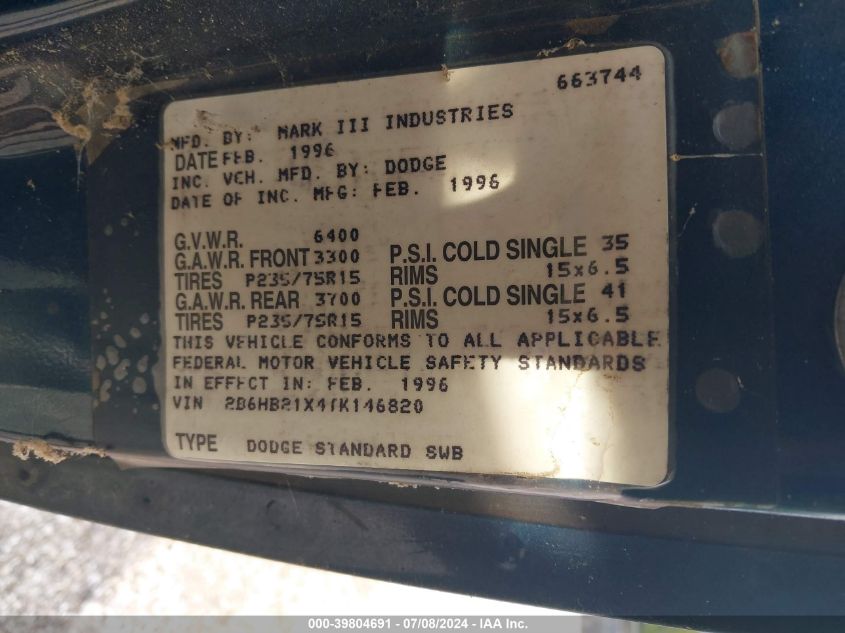 663744
MFD. BY: MARK III INDUSTRIES
DATE FEB. 1996
INC. VCH. MFD. BY: DODGE
DATE OF INC. MFG: FEB. 1996
G.V.W.R. 6400
G.A.W.R. FRONT 3300 P.S.I. COLD SINGLE 35
TIRES P235/75R15 RIMS 15x6.5
G.A.W.R. REAR 3700 P.S.I. COLD SINGLE 41
TIRES P235/75R15 RIMS 15x6.5
THIS VEHICLE CONFORMS TO ALL APPLICABLE
FEDERAL MOTOR VEHICLE SAFETY STANDARDS
IN EFFECT IN: FEB. 1996
VIN
TYPE DODGE STANDARD SWB
000-39804691 - 07/08/2024 - IAA Inc.